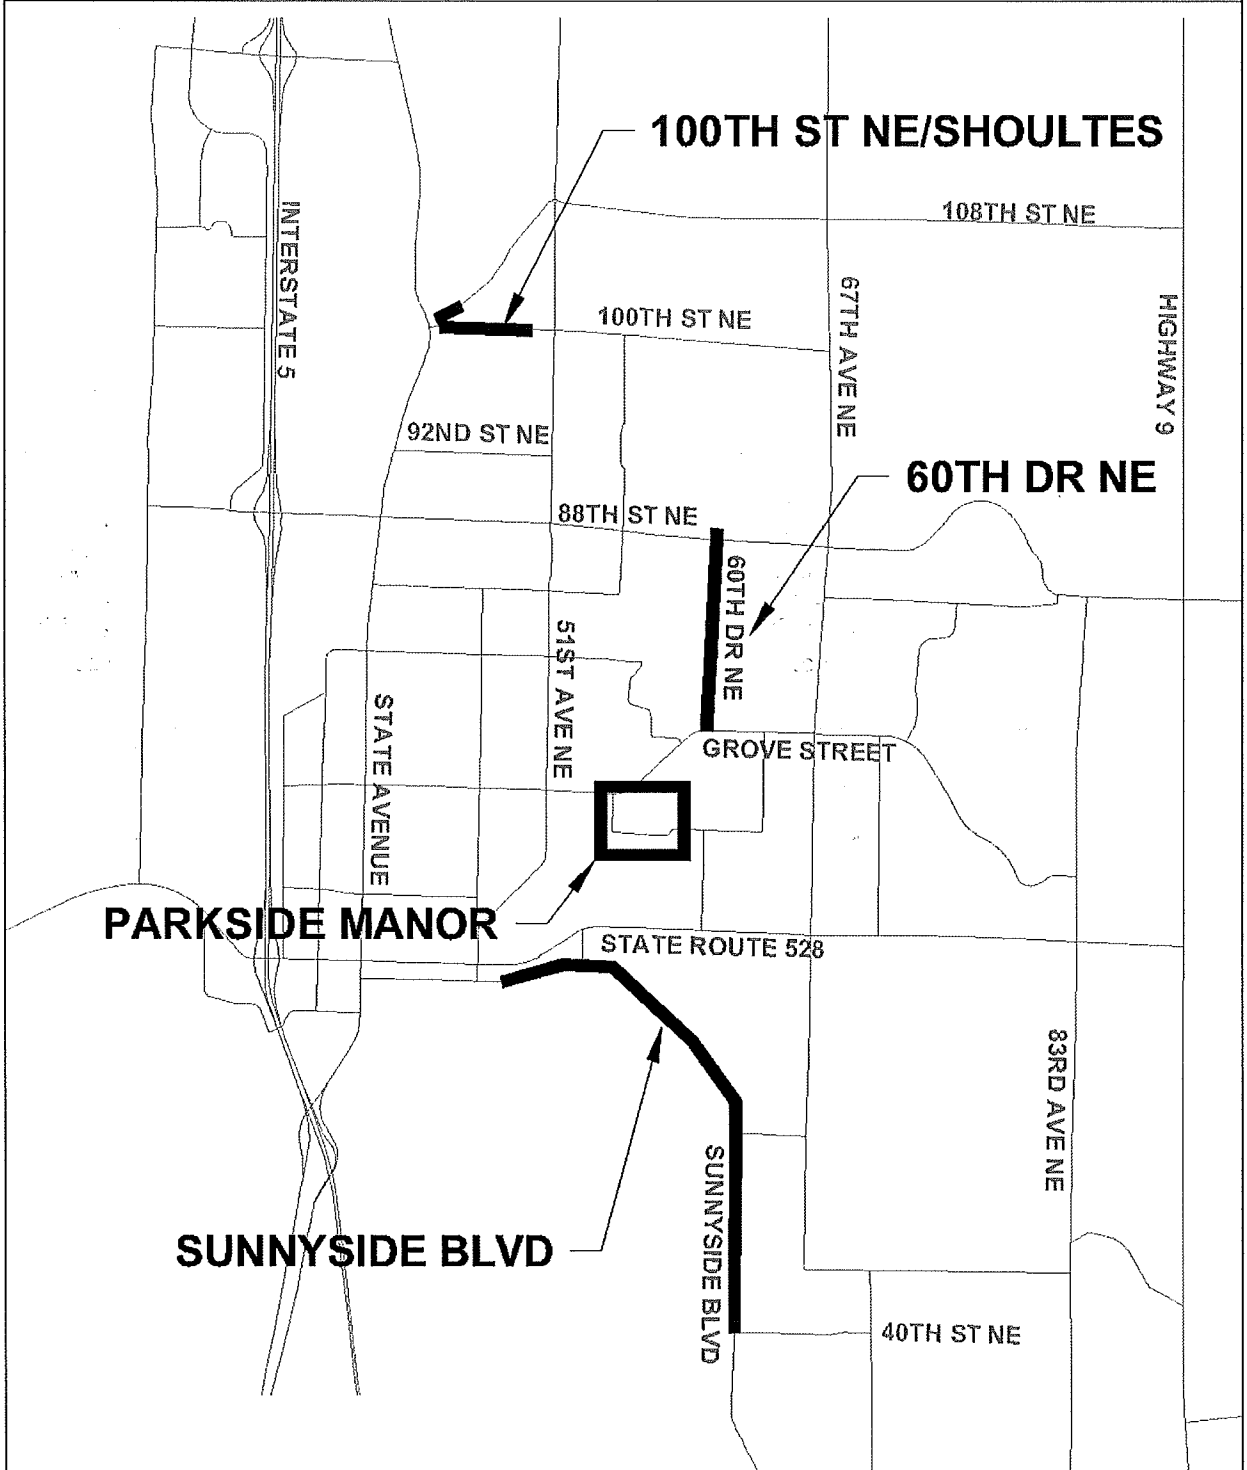 100TH ST NE/SHOULTES
108TH ST NE
INTERSTATE 5
67TH AVE NE
HIGHWAY 9
100TH ST NE
92ND ST NE
60TH DR NE
88TH ST NE
60TH DR NE
51ST AVE NE
STATE AVENUE
GROVE STREET
PARKSIDE MANOR
STATE ROUTE 528
83RD AVE NE
SUNNYSIDE BLVD
SUNNYSIDE BLVD
40TH ST NE